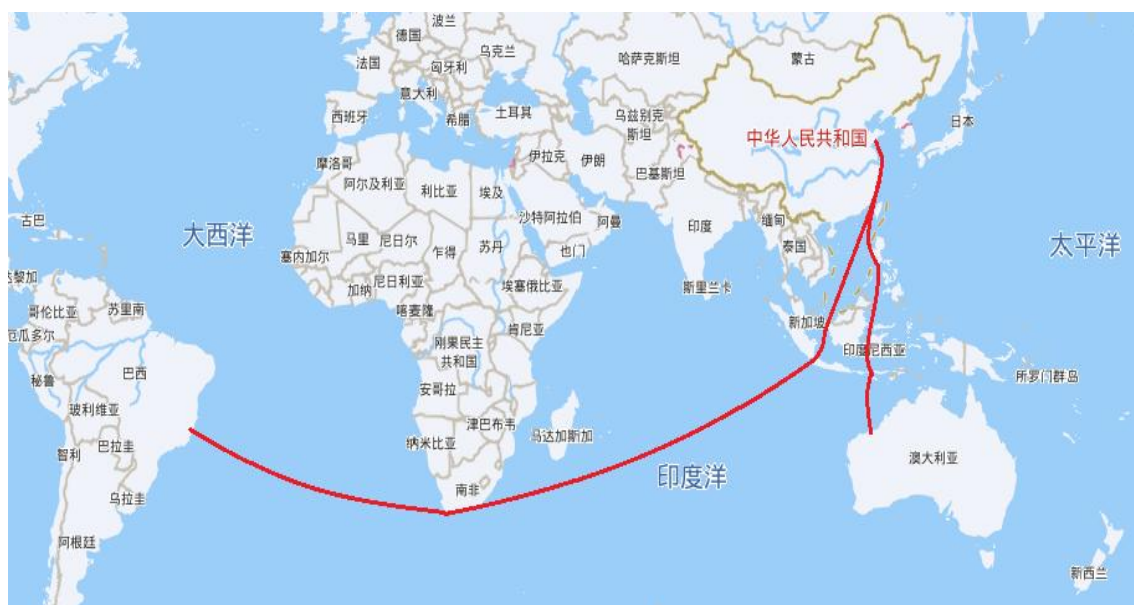 波兰
德国
乌克兰
法国
匈牙利
哈萨克斯坦
蒙古
意大利
西班牙
希腊
土耳其
乌兹别克
斯坦
中华人民共和国
日本
摩洛哥
伊拉克
伊朗
巴基斯坦
阿尔及利亚
利比亚
埃及
沙特阿拉伯
阿曼
印度
缅甸
古巴
大西洋
马里
尼日尔
乍得
苏丹
也门
泰国
太平洋
塞内加尔
达黎加
加纳
尼日利亚
埃塞俄比亚
斯里兰卡
哥伦比亚
苏里南
喀麦隆
肯尼亚
新加坡
厄瓜多尔
刚果民主
共和国
印度尼西亚
秘鲁
巴西
安哥拉
所罗门群岛
玻利维亚
津巴布韦
智利
巴拉圭
纳米比亚
马达加斯加
澳大利亚
印度洋
南非
乌拉圭
阿根廷
新西兰